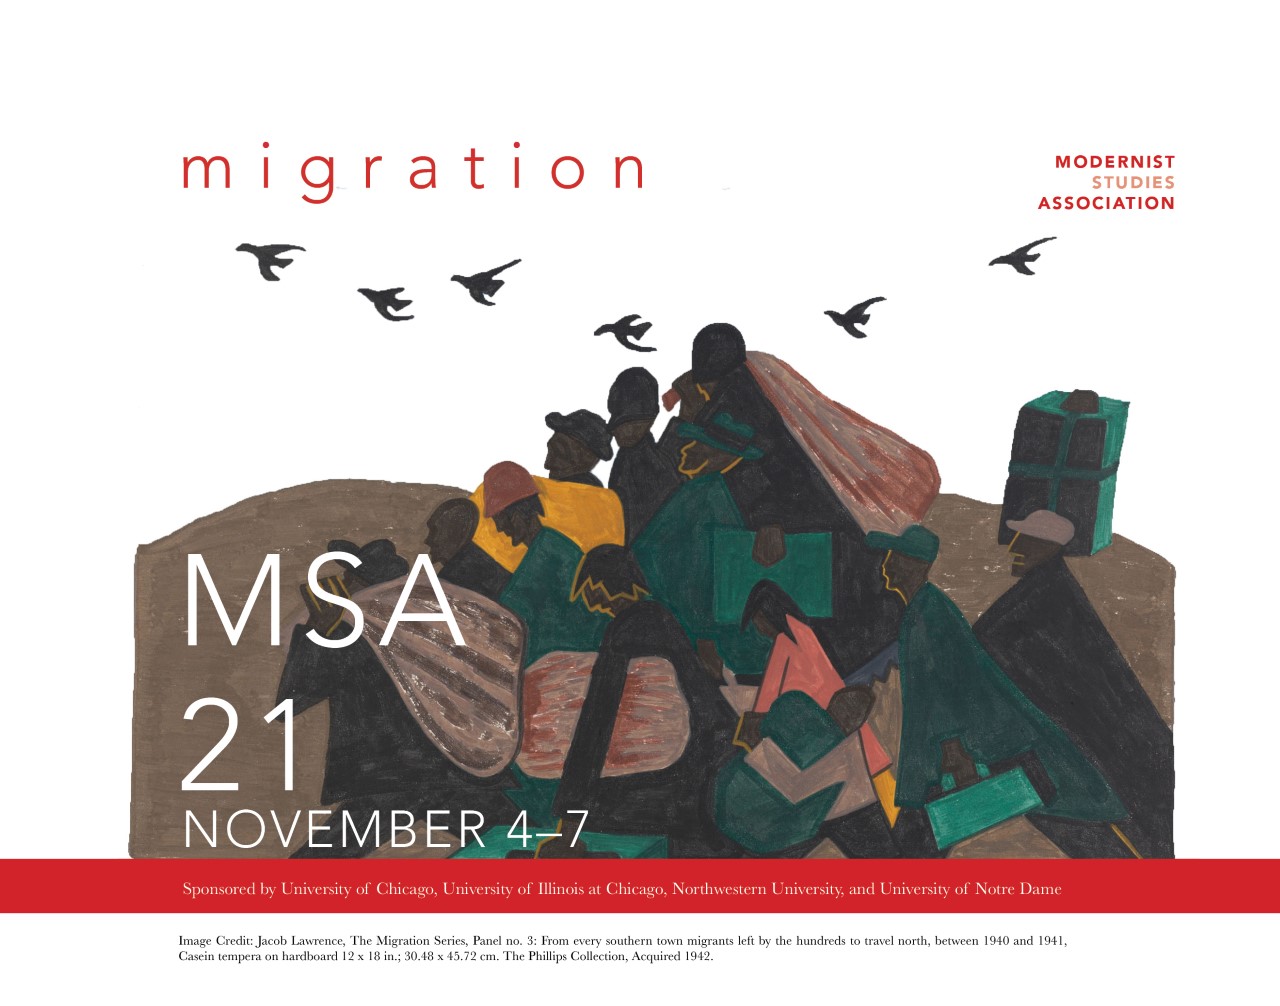 migration
MODERNIST
STUDIES
ASSOCIATION
MSA
21
NOVEMBER 4–7
Sponsored by University of Chicago, University of Illinois at Chicago, Northwestern University, and University of Notre Dame
Image Credit: Jacob Lawrence, The Migration Series, Panel no. 3: From every southern town migrants left by the hundreds to travel north, between 1940 and 1941,
Casein tempera on hardboard 12 x 18 in.; 30.48 x 45.72 cm. The Phillips Collection, Acquired 1942.